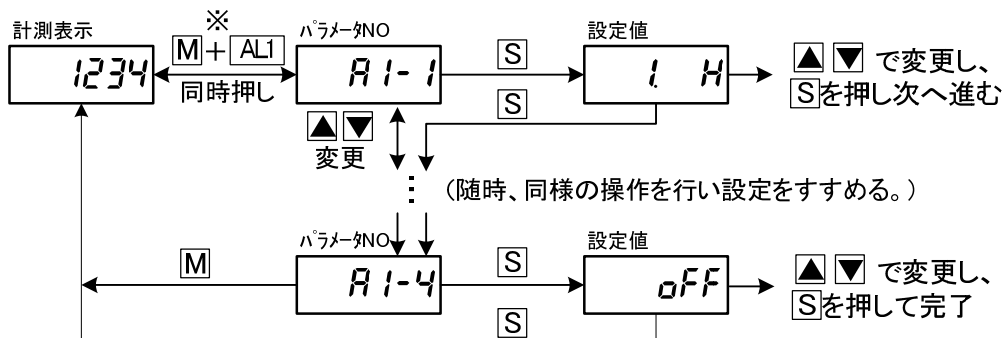 計測表示
1234
※
M + AL1
同時押し
パラメータNO
A1-1
S
S
設定値
1. H
▲ ▼ で変更し、
Sを押し次へ進む
▲ ▼
変更
(随時、同様の操作を行い設定をすすめる。)
M
パラメータNO
A1-4
S
S
設定値
oFF
▲ ▼ で変更し、
Sを押して完了